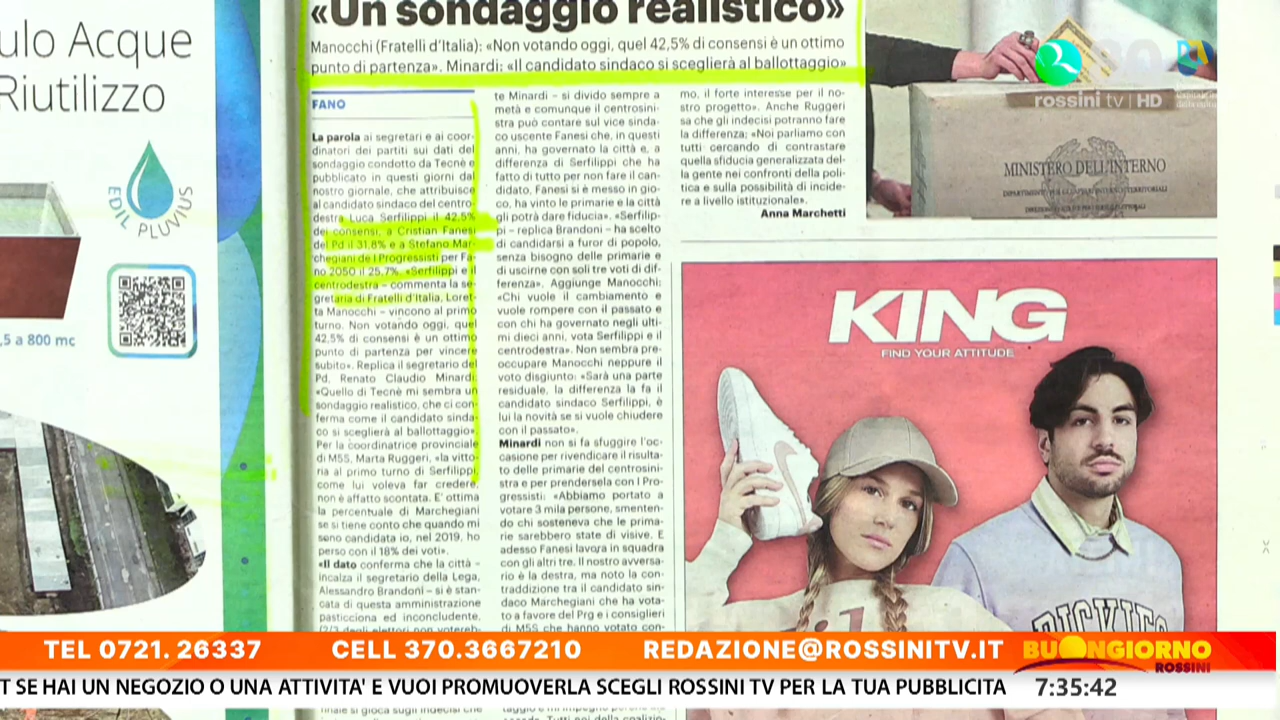 ulo Acque
Riutilizzo
EDIL PLUVIUS
,5 a 800 mc
«Un sondaggio realistico»
Manocchi (Fratelli d'Italia): «Non votando oggi, quel 42,5% di consensi è un ottimo
punto di partenza». Minardi: «Il candidato sindaco si sceglierà al ballottaggio»
FANO
La parola ai segretari e ai coor-
dinatori dei partiti sui dati del
sondaggio condotto da Tecnè e
pubblicato in questi giorni dal
nostro giornale, che attribuisce
al candidato sindaco del centro-
destra Luca Serfilippi il 42,5%
dei consensi, a Cristian Fanesi
del Pd il 31,8% e a Stefano Mar-
chegiani de I Progressisti per Fa-
no 2050 il 25,7%. «Serfilippi e il
centrodestra – commenta la se-
gretaria di Fratelli d'Italia, Loret-
ta Manocchi – vincono al primo
turno. Non votando oggi, quel
42,5% di consensi è un ottimo
punto di partenza per vincere
subito». Replica il segretario del
Pd, Renato Claudio Minardi:
«Quello di Tecnè mi sembra un
sondaggio realistico, che ci con-
ferma come il candidato sinda-
co si sceglierà al ballottaggio».
Per la coordinatrice provinciale
di M5S, Marta Ruggeri, «la vitto-
ria al primo turno di Serfilippi,
come lui voleva far credere,
non è affatto scontata. E' ottima
la percentuale di Marchegiani
se si tiene conto che quando mi
sono candidata io, nel 2019, ho
perso con il 18% dei voti».
«Il dato conferma che la città –
incalza il segretario della Lega,
Alessandro Brandoni – si è stan-
cata di questa amministrazione
pasticciona ed inconcludente.
te Minardi – si divido sempre a
metà e comunque il centrosini-
stra può contare sul vice sinda-
co uscente Fanesi che, in questi
anni, ha governato la città e, a
differenza di Serfilippi che ha
fatto di tutto per non fare il can-
didato, Fanesi si è messo in gio-
co, ha vinto le primarie e la città
gli potrà dare fiducia». «Serfilip-
pi – replica Brandoni – ha scelto
di candidarsi a furor di popolo,
senza bisogno delle primarie e
di uscirne con soli tre voti di dif-
ferenza». Aggiunge Manocchi:
«Chi vuole il cambiamento e
vuole rompere con il passato e
con chi ha governato negli ulti-
mi dieci anni, vota Serfilippi e il
centrodestra». Non sembra pre-
occupare Manocchi neppure il
voto disgiunto: «Sarà una parte
residuale, la differenza la fa il
candidato sindaco Serfilippi, è
lui la novità se si vuole chiudere
con il passato».
Minardi non si fa sfuggire l'oc-
casione per rivendicare il risulta-
to delle primarie del centrosini-
stra e per prendersela con I Pro-
gressisti: «Abbiamo portato a
votare 3 mila persone, smenten-
do chi sosteneva che le prima-
rie sarebbero state di visive. E
adesso Fanesi lavora in squadra
con gli altri tre. Il nostro avversa-
rio è la destra, ma noto la con-
traddizione tra il candidato sin-
daco Marchegiani che ha vota-
to a favore del Prg e i consiglieri
di M5S che hanno votato con-
mo, il forte interesse per il no-
stro progetto». Anche Ruggeri
sa che gli indecisi potranno fare
la differenza: «Noi parliamo con
tutti cercando di contrastare
quella sfiducia generalizzata del-
la gente nei confronti della poli-
tica e sulla possibilità di incide-
re a livello istituzionale».
Anna Marchetti
rossini tv | HD
MINISTERO DELL'INTERNO
KING
FIND YOUR ATTITUDE
DICKIES
TEL 0721. 26337 CELL 370.3667210 REDAZIONE@ROSSINITV.IT BUONGIORNO
ROSSINI
T SE HAI UN NEGOZIO O UNA ATTIVITA' E VUOI PROMUOVERLA SCEGLI ROSSINI TV PER LA TUA PUBBLICITA 7:35:42